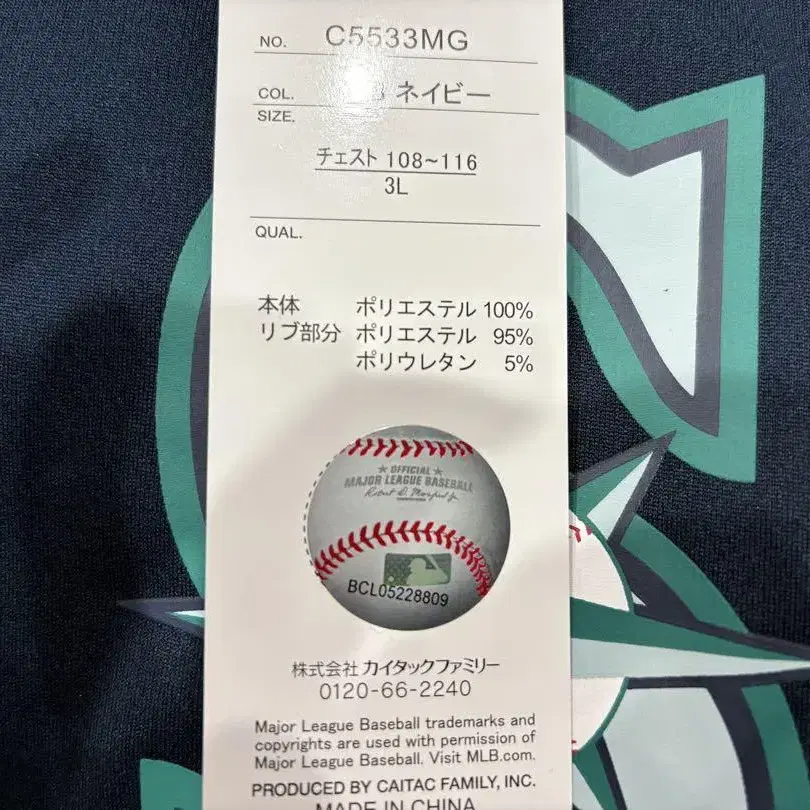 NO. C5533MG
COL. ネイビー
SIZE.
チェスト 108~116
3L
QUAL.
本体 ポリエステル 100%
リブ部分 ポリエステル 95%
ポリウレタン 5%
★ OFFICIAL ★
MAJOR LEAGUE BASEBALL
BCL05228809
株式会社 カイタックファミリー
0120-66-2240
Major League Baseball trademarks and
copyrights are used with permission of
Major League Baseball. Visit MLB.com.
PRODUCED BY CAITAC FAMILY, INC.
MADE IN CHINA